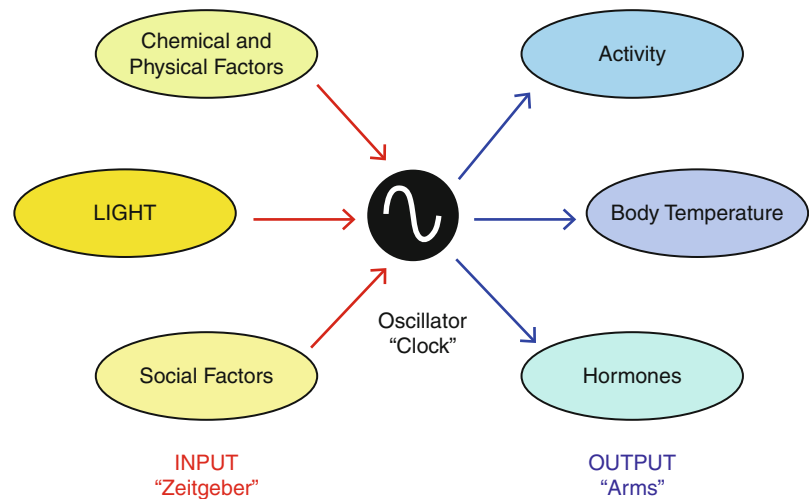 Chemical and
Physical Factors
Activity
LIGHT
Body Temperature
Oscillator
“Clock”
Social Factors
Hormones
INPUT
“Zeitgeber”
OUTPUT
“Arms”